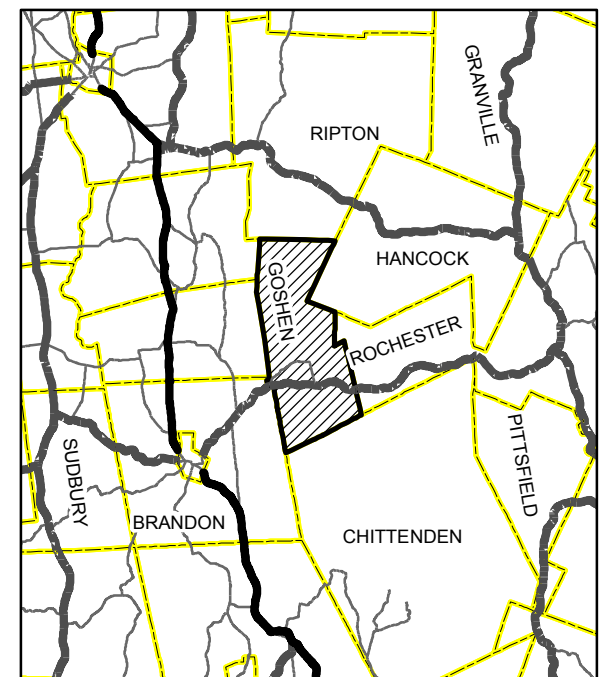 GRANVILLE
RIPTON
HANCOCK
GOSHEN
ROCHESTER
PITTSFIELD
SUDBURY
BRANDON
CHITTENDEN